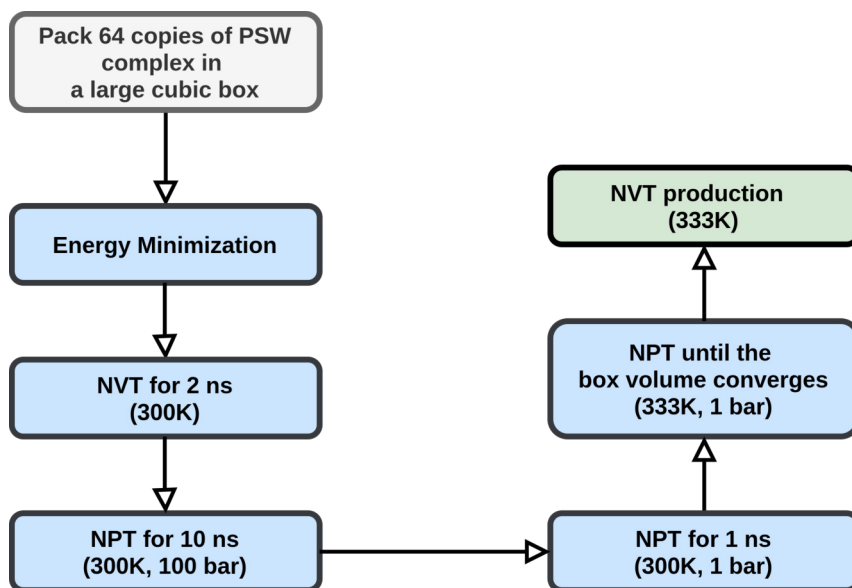 Pack 64 copies of PSW
complex in
a large cubic box
Energy Minimization
NVT for 2 ns
(300K)
NPT for 10 ns
(300K, 100 bar)
NPT for 1 ns
(300K, 1 bar)
NPT until the
box volume converges
(333K, 1 bar)
NVT production
(333K)